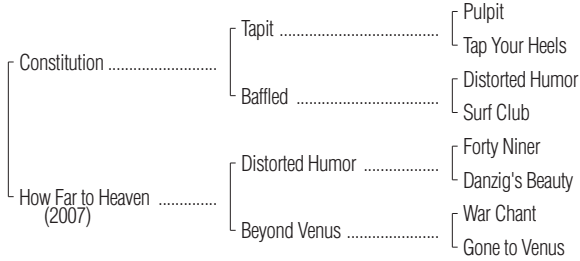 Pulpit
Tapit ................................
Tap Your Heels
Constitution ......................
Distorted Humor
Baffled .............................
Surf Club
Forty Niner
Distorted Humor ...............
Danzig's Beauty
How Far to Heaven ............
(2007)
War Chant
Beyond Venus ..................
Gone to Venus